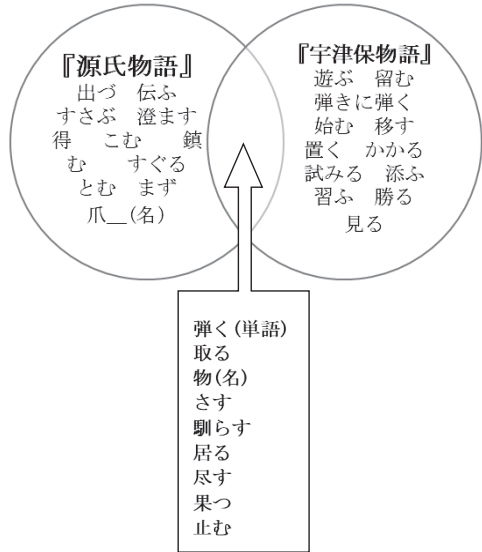 『源氏物語』
出づ 伝ふ
すさぶ 澄ます
得 こむ 鎮
む すぐる
とむ まず
爪__(名)
『宇津保物語』
遊ぶ 留む
弾きに弾く
始む 移す
置く かかる
試みる 添ふ
習ふ 勝る
見る
弾く(単語)
取る
物(名)
さす
馴らす
居る
尽す
果つ
止む